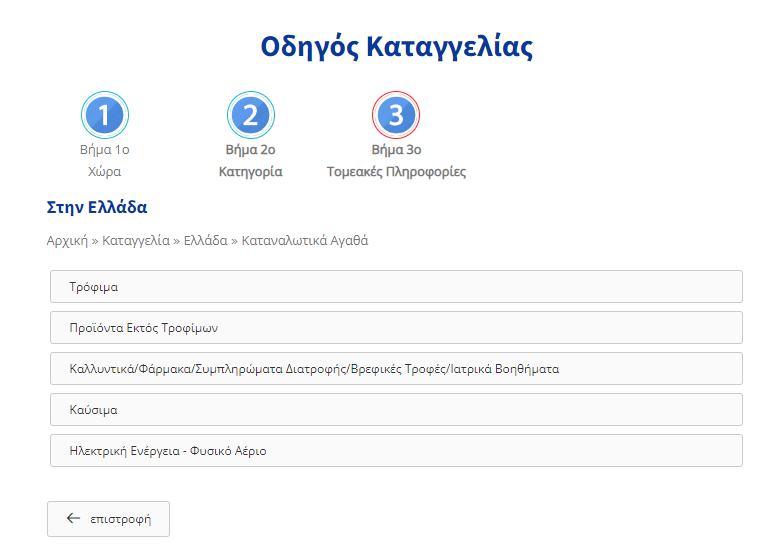 Οδηγός Καταγγελίας
1 2 3
Βήμα 1ο Βήμα 2ο Βήμα 3ο
Χώρα Κατηγορία Τομεακές Πληροφορίες
Στην Ελλάδα
Αρχική » Καταγγελία » Ελλάδα » Καταναλωτικά Αγαθά
Τρόφιμα
Προϊόντα Εκτός Τροφίμων
Καλλυντικά/Φάρμακα/Συμπληρώματα Διατροφής/Βρεφικές Τροφές/Ιατρικά Βοηθήματα
Καύσιμα
Ηλεκτρική Ενέργεια - Φυσικό Αέριο
← επιστροφή